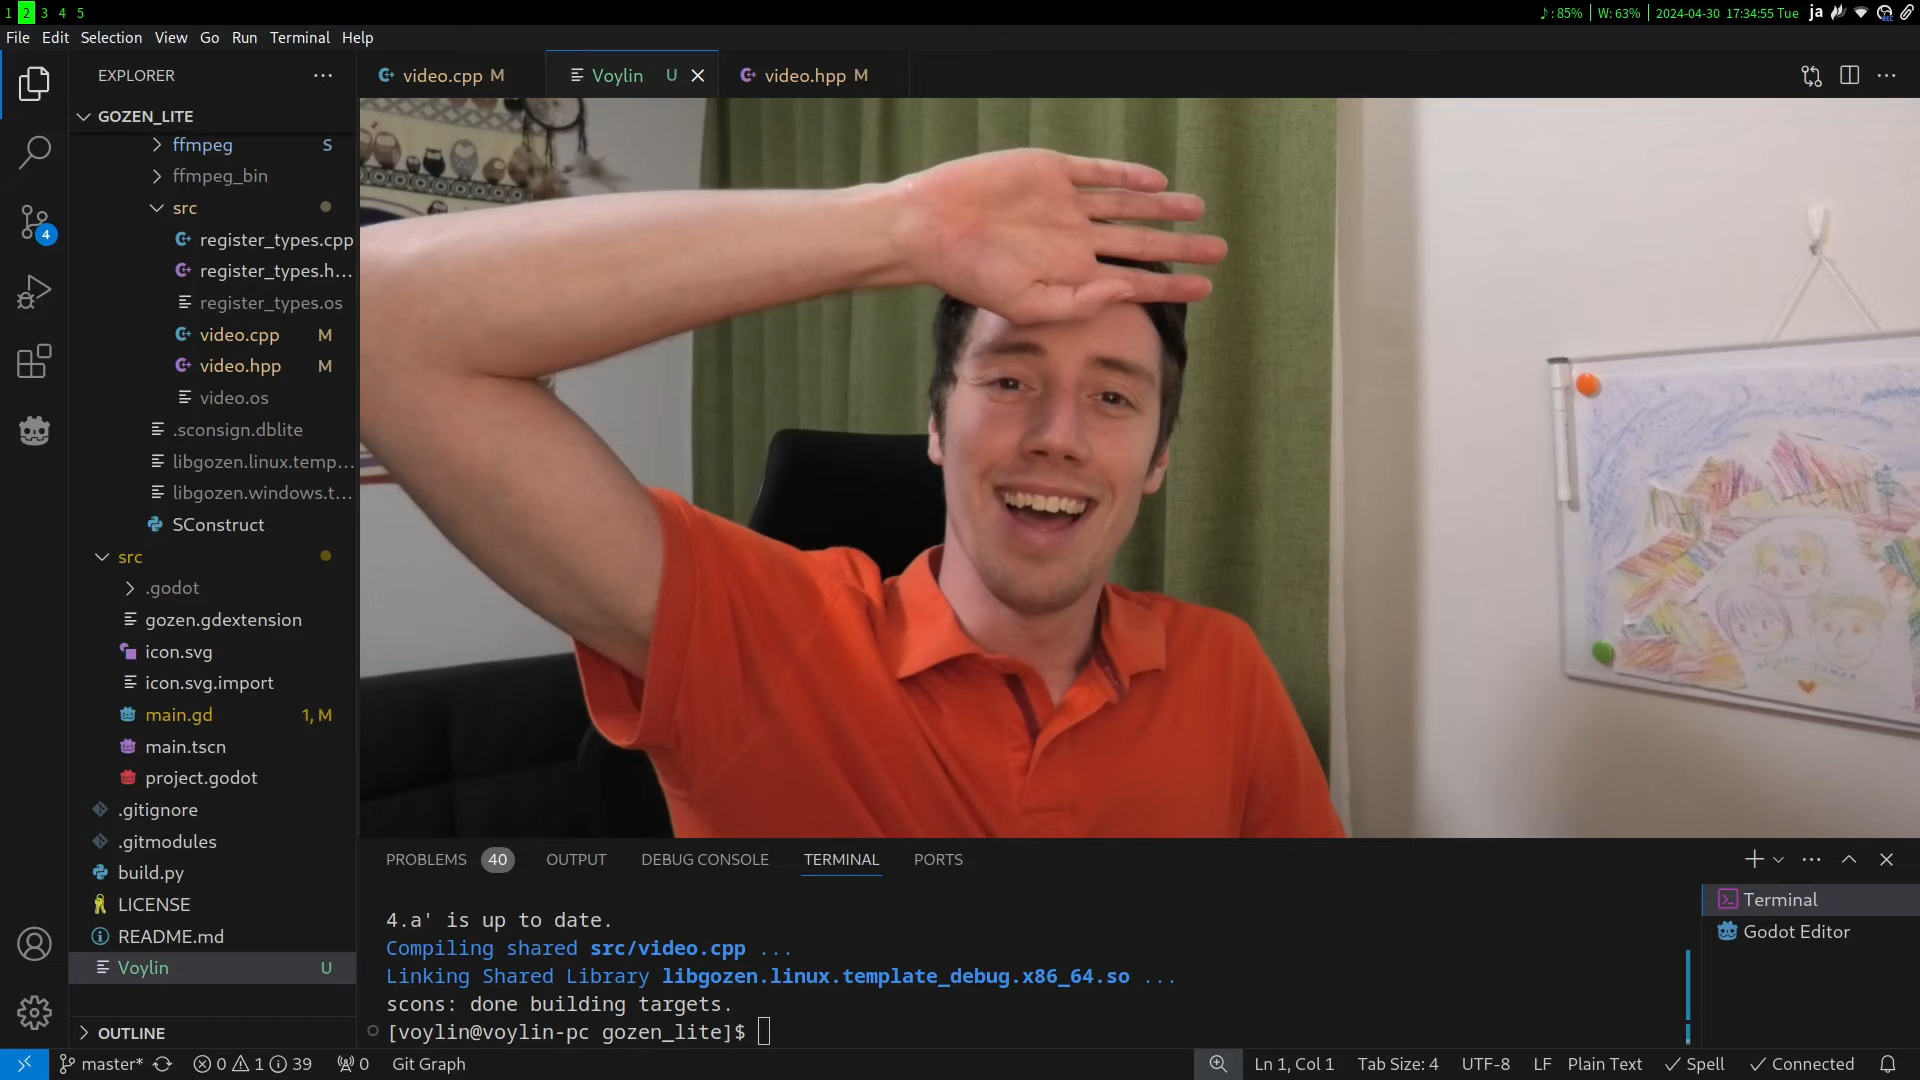 1 2 3 4 5
♪: 85% | W: 63% | 2024-04-30 17:34:55 Tue ja
File Edit Selection View Go Run Terminal Help
EXPLORER
video.cpp M
Voylin U
video.hpp M
GOZEN_LITE
ffmpeg S
ffmpeg_bin
src
register_types.cpp
register_types.h...
register_types.os
video.cpp M
video.hpp M
video.os
.sconsign.dblite
libgozen.linux.temp...
libgozen.windows.t...
SConstruct
src
.godot
gozen.gdextension
icon.svg
icon.svg.import
main.gd 1, M
main.tscn
project.godot
.gitignore
.gitmodules
build.py
LICENSE
README.md
Voylin U
OUTLINE
4
PROBLEMS 40 OUTPUT DEBUG CONSOLE TERMINAL PORTS
4.a' is up to date.
Compiling shared src/video.cpp ...
Linking Shared Library libgozen.linux.template_debug.x86_64.so ...
scons: done building targets.
[voylin@voylin-pc gozen_lite]$
Terminal
Godot Editor
master* 0 1 39 0 Git Graph
Ln 1, Col 1 Tab Size: 4 UTF-8 LF Plain Text Spell Connected